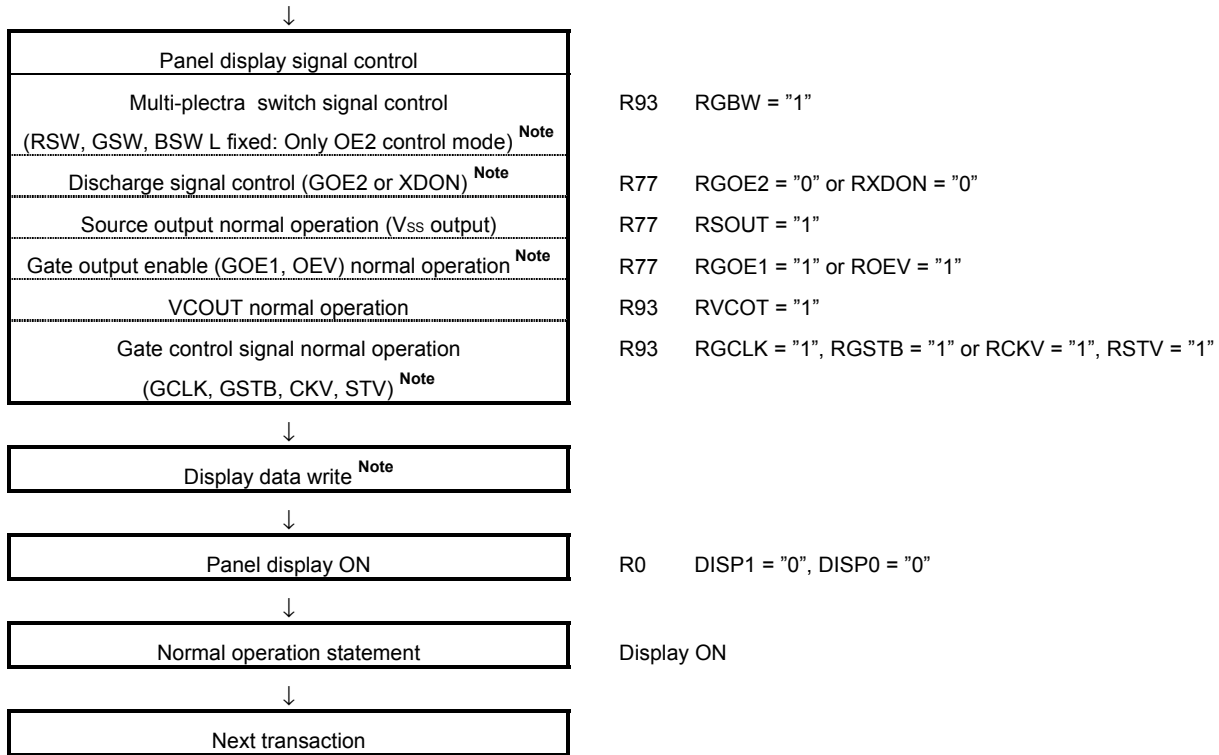 ↓
Panel display signal control
Multi-plectra switch signal control R93 RGBW = ”1”
(RSW, GSW, BSW L fixed: Only OE2 control mode) Note
Discharge signal control (GOE2 or XDON) Note R77 RGOE2 = ”0” or RXDON = ”0”
Source output normal operation (VSS output) R77 RSOUT = ”1”
Gate output enable (GOE1, OEV) normal operation Note R77 RGOE1 = ”1” or ROEV = ”1”
VCOUT normal operation R93 RVCOT = ”1”
Gate control signal normal operation R93 RGCLK = ”1”, RGSTB = ”1” or RCKV = ”1”, RSTV = ”1”
(GCLK, GSTB, CKV, STV) Note
↓
Display data write Note
↓
Panel display ON R0 DISP1 = ”0”, DISP0 = ”0”
↓
Normal operation statement Display ON
↓
Next transaction